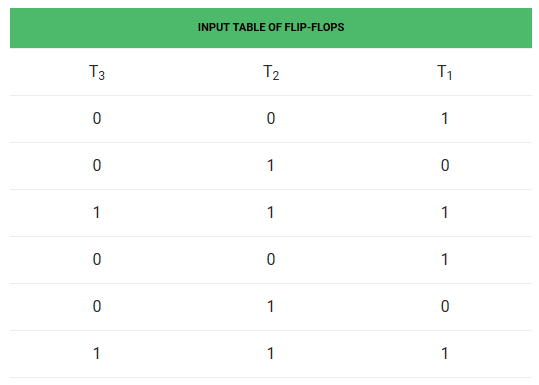 INPUT TABLE OF FLIP-FLOPS
T₃ T₂ T₁
0 0 1
0 1 0
1 1 1
0 0 1
0 1 0
1 1 1